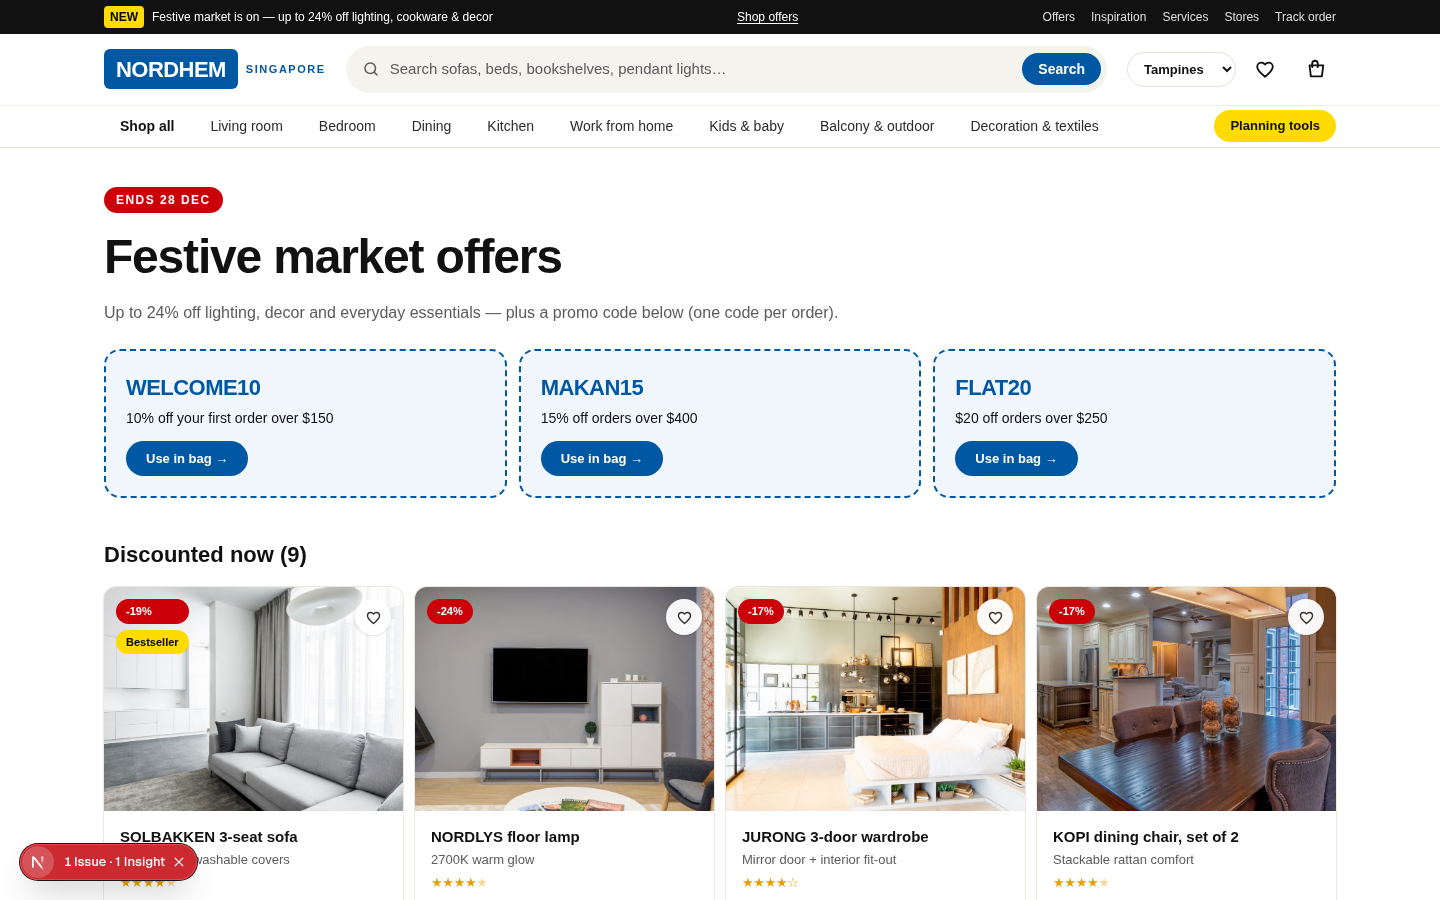 NEW Festive market is on — up to 24% off lighting, cookware & decor Shop offers Offers Inspiration Services Stores Track order
NORDHEM SINGAPORE Search sofas, beds, bookshelves, pendant lights… Search Tampines
Shop all Living room Bedroom Dining Kitchen Work from home Kids & baby Balcony & outdoor Decoration & textiles Planning tools
ENDS 28 DEC
Festive market offers
Up to 24% off lighting, decor and everyday essentials — plus a promo code below (one code per order).
WELCOME10
10% off your first order over $150
Use in bag →
MAKAN15
15% off orders over $400
Use in bag →
FLAT20
$20 off orders over $250
Use in bag →
Discounted now (9)
-19%
Bestseller
SOLBAKKEN 3-seat sofa
washable covers
★★★★★
-24%
NORDLYS floor lamp
2700K warm glow
★★★★★
-17%
JURONG 3-door wardrobe
Mirror door + interior fit-out
★★★★☆
-17%
KOPI dining chair, set of 2
Stackable rattan comfort
★★★★★
N 1 Issue · 1 Insight